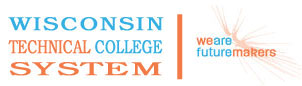 WISCONSIN
TECHNICAL COLLEGE
SYSTEM
weare
futuremakers